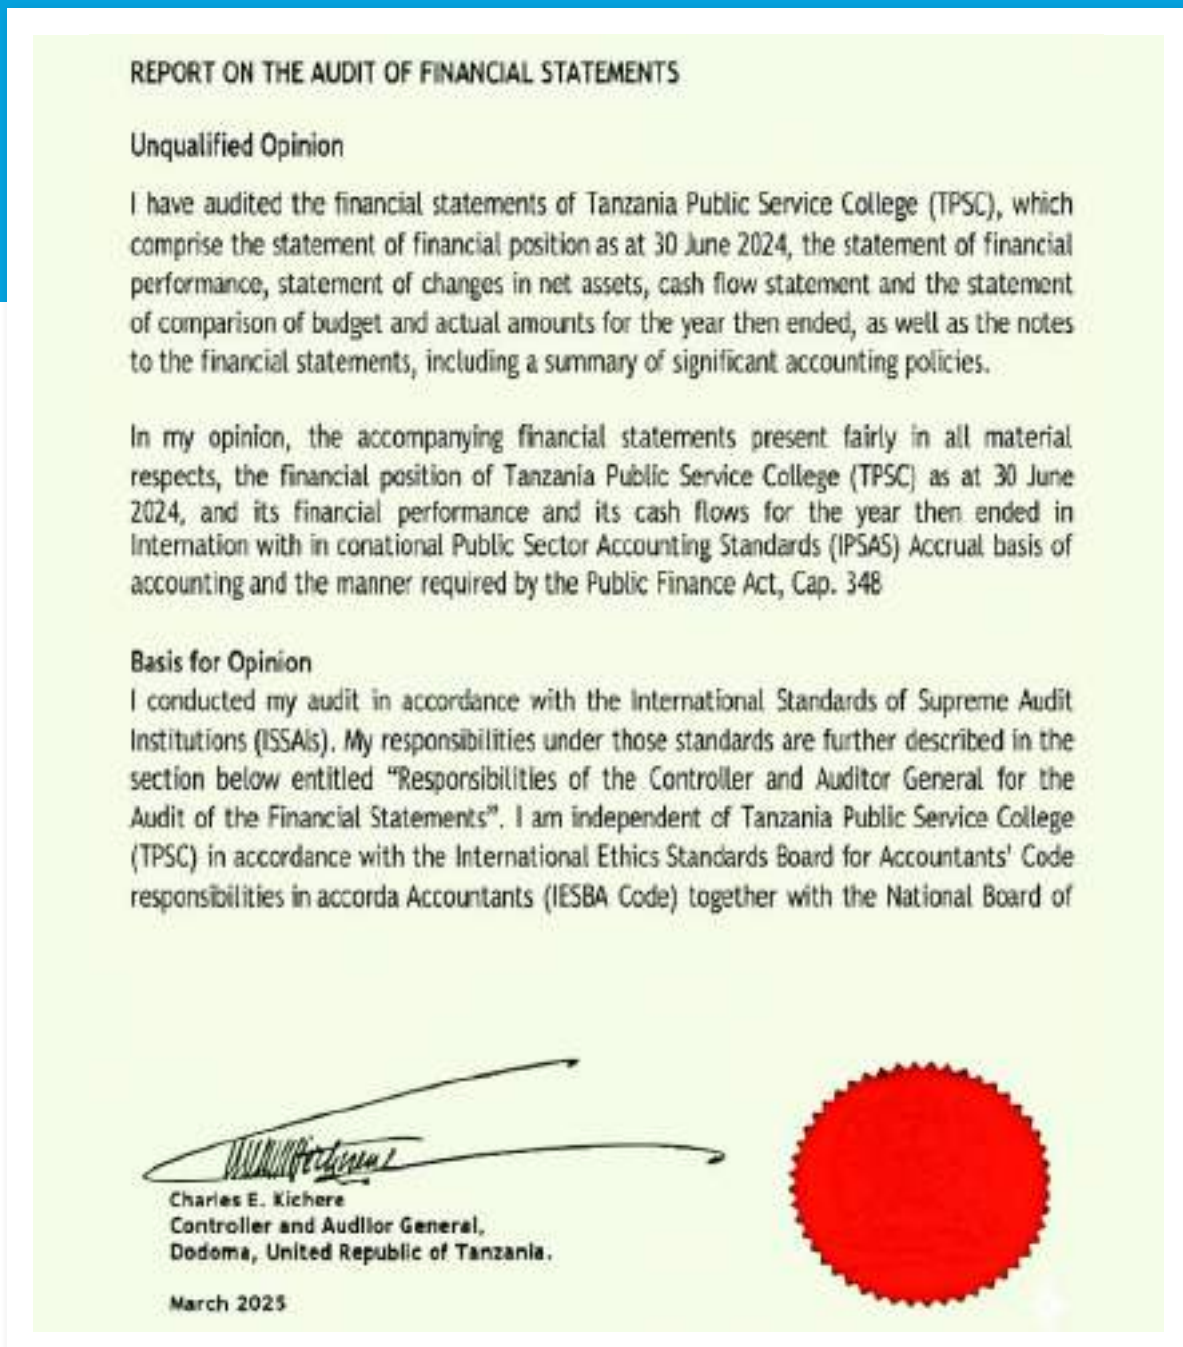 REPORT ON THE AUDIT OF FINANCIAL STATEMENTS
Unqualified Opinion
I have audited the financial statements of Tanzania Public Service College (TPSC), which
comprise the statement of financial position as at 30 June 2024, the statement of financial
performance, statement of changes in net assets, cash flow statement and the statement
of comparison of budget and actual amounts for the year then ended, as well as the notes
to the financial statements, including a summary of significant accounting policies.
In my opinion, the accompanying financial statements present fairly in all material
respects, the financial position of Tanzania Public Service College (TPSC) as at 30 June
2024, and its financial performance and its cash flows for the year then ended in
Internation with in conational Public Sector Accounting Standards (IPSAS) Accrual basis of
accounting and the manner required by the Public Finance Act, Cap. 348
Basis for Opinion
I conducted my audit in accordance with the International Standards of Supreme Audit
Institutions (ISSAIs). My responsibilities under those standards are further described in the
section below entitled “Responsibilities of the Controller and Auditor General for the
Audit of the Financial Statements”. I am independent of Tanzania Public Service College
(TPSC) in accordance with the International Ethics Standards Board for Accountants' Code
responsibilities in accorda Accountants (IESBA Code) together with the National Board of
Charles E. Kichere
Controller and Audlior General,
Dodoma, United Republic of Tanzania.
March 2025